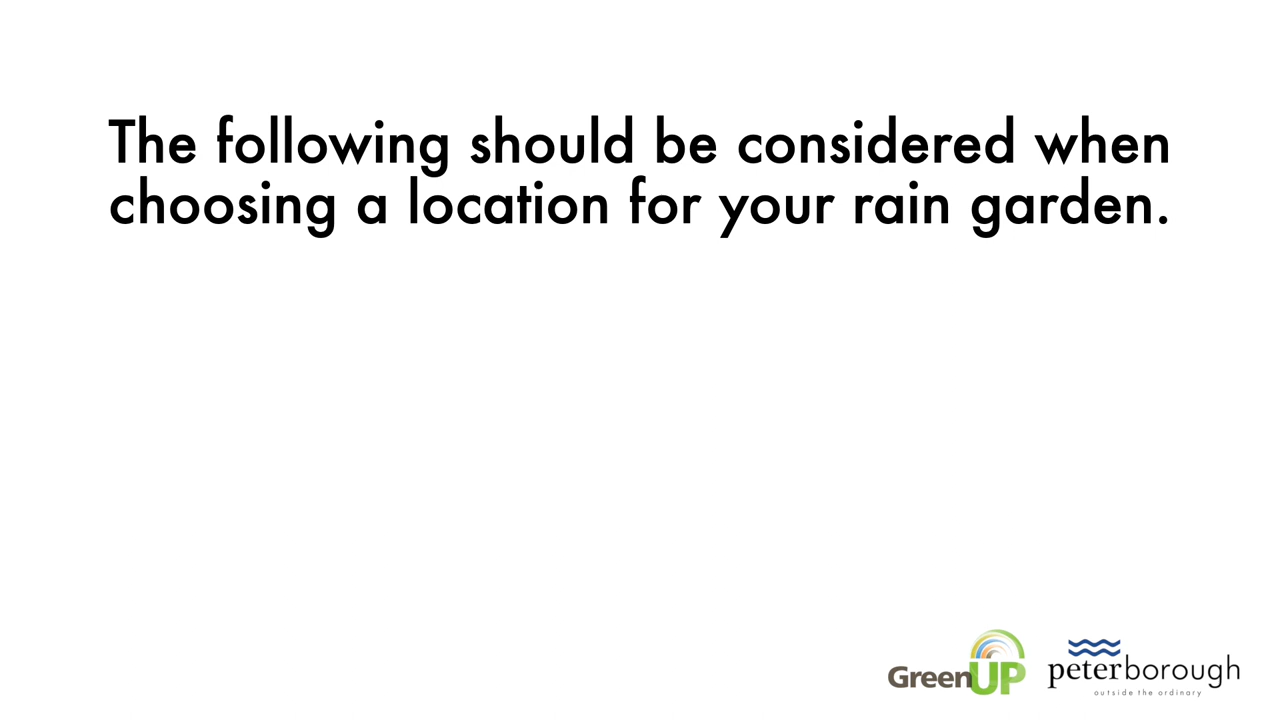 The following should be considered when
choosing a location for your rain garden.
GreenUP
peterborough
outside the ordinary